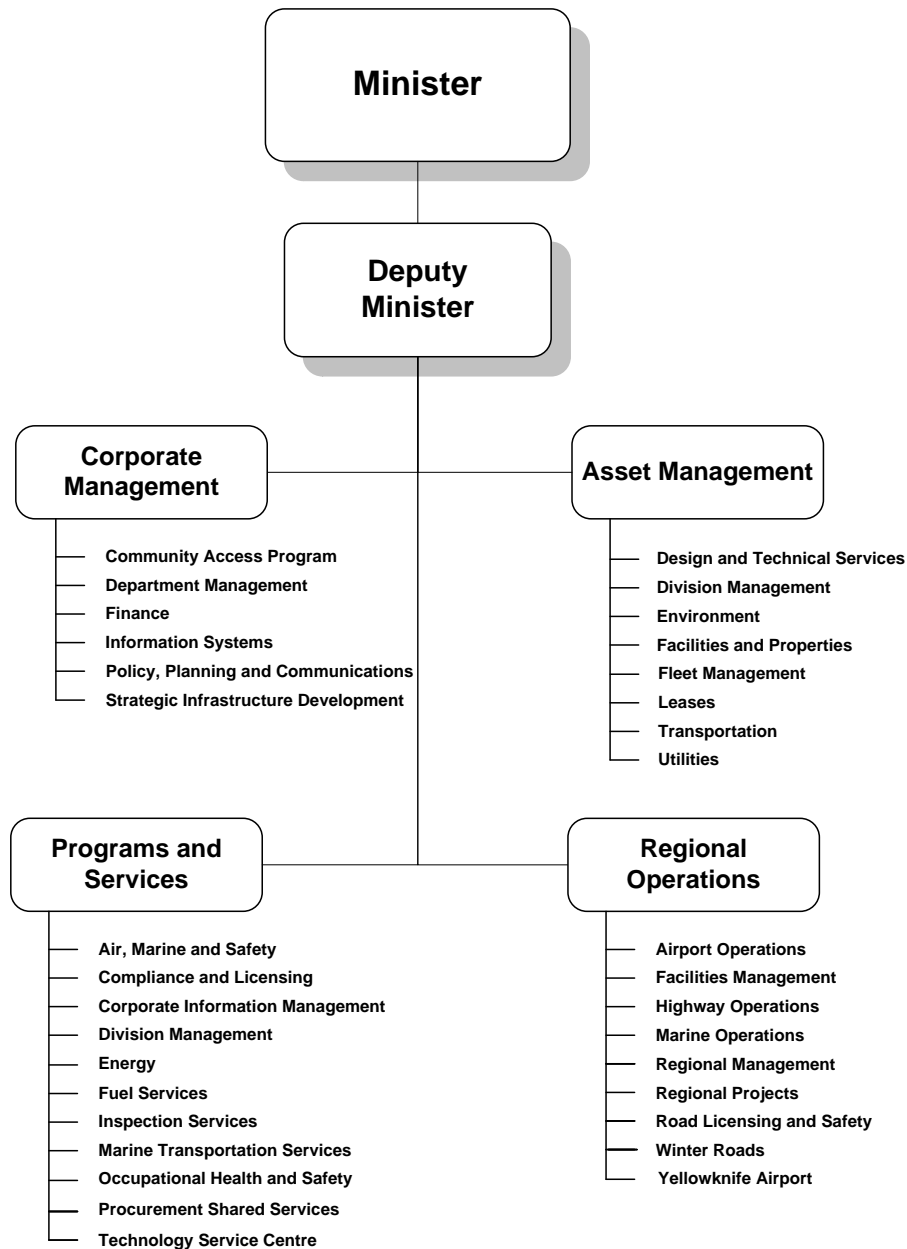 Minister
Deputy
Minister
Corporate
Management
Community Access Program
Department Management
Finance
Information Systems
Policy, Planning and Communications
Strategic Infrastructure Development
Asset Management
Design and Technical Services
Division Management
Environment
Facilities and Properties
Fleet Management
Leases
Transportation
Utilities
Programs and
Services
Air, Marine and Safety
Compliance and Licensing
Corporate Information Management
Division Management
Energy
Fuel Services
Inspection Services
Marine Transportation Services
Occupational Health and Safety
Procurement Shared Services
Technology Service Centre
Regional
Operations
Airport Operations
Facilities Management
Highway Operations
Marine Operations
Regional Management
Regional Projects
Road Licensing and Safety
Winter Roads
Yellowknife Airport